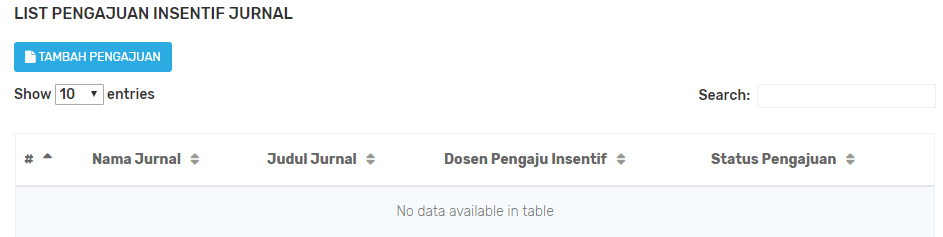 LIST PENGAJUAN INSENTIF JURNAL
TAMBAH PENGAJUAN
Show 10 entries
Search:
# Nama Jurnal Judul Jurnal Dosen Pengaju Insentif Status Pengajuan
No data available in table